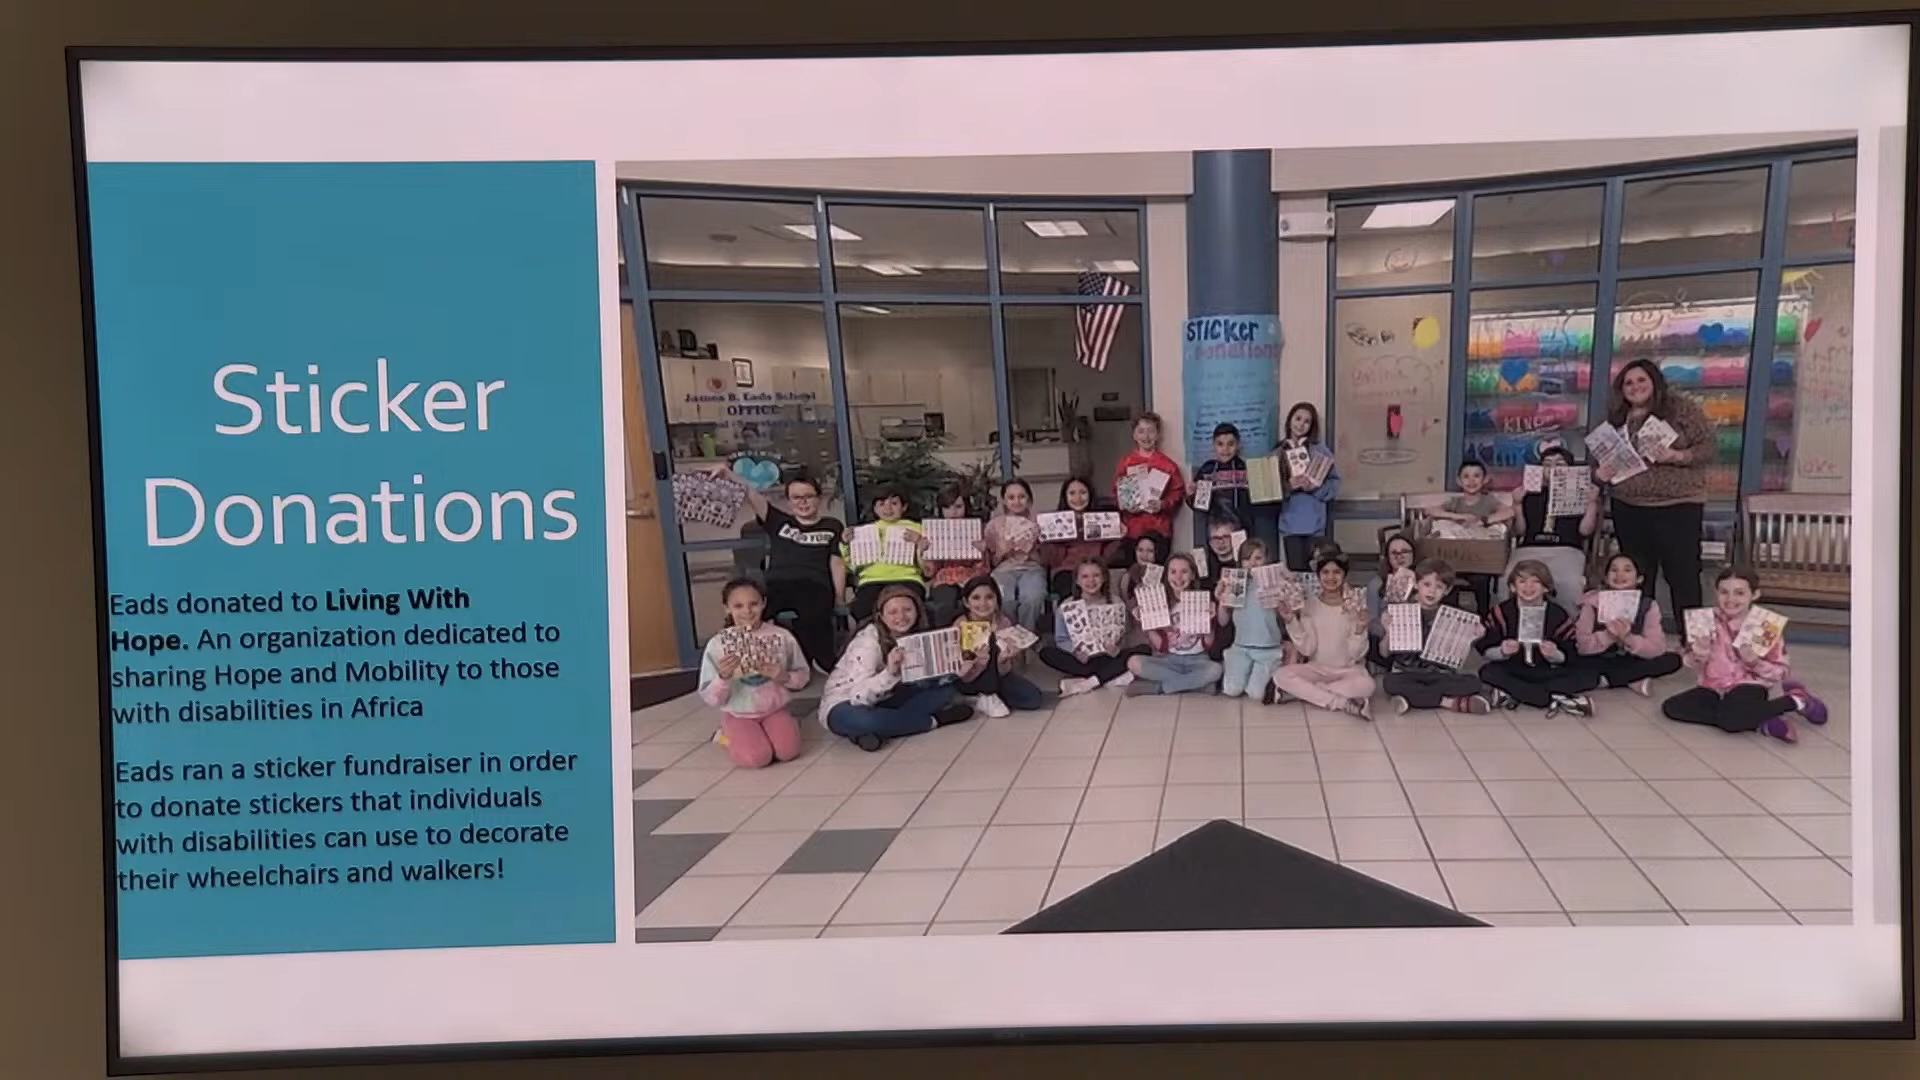 Sticker
Donations
Eads donated to Living With
Hope. An organization dedicated to
sharing Hope and Mobility to those
with disabilities in Africa
Eads ran a sticker fundraiser in order
to donate stickers that individuals
with disabilities can use to decorate
their wheelchairs and walkers!
James B. Eads School
OFFICE
STICKER
Donations
KIND